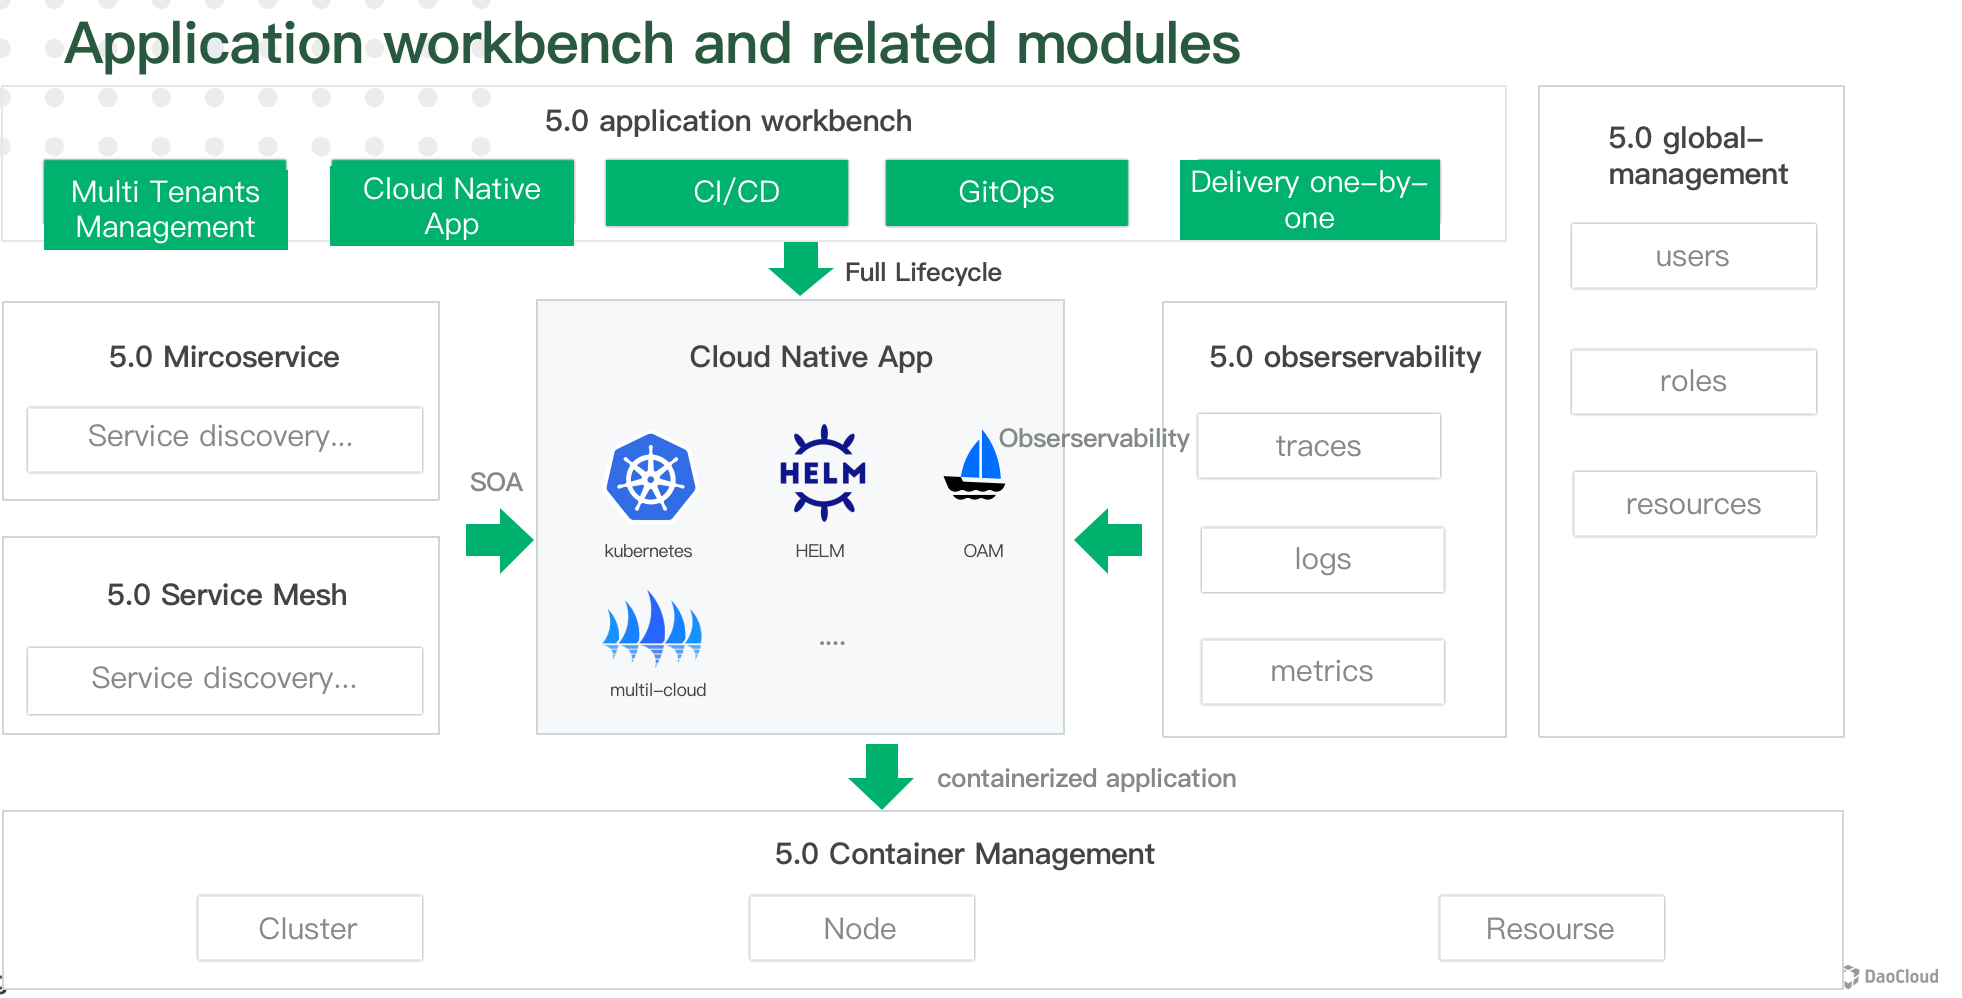 Application workbench and related modules
5.0 application workbench
Multi Tenants
Management
Cloud Native
App
CI/CD
GitOps
Delivery one-by-
one
Full Lifecycle
5.0 global-
management
users
roles
resources
5.0 Mircoservice
Service discovery...
5.0 Service Mesh
Service discovery...
SOA
Cloud Native App
kubernetes
HELM
HELM
OAM
multil-cloud
....
Obserservability
5.0 obserservability
traces
logs
metrics
containerized application
5.0 Container Management
Cluster
Node
Resourse
DaoCloud